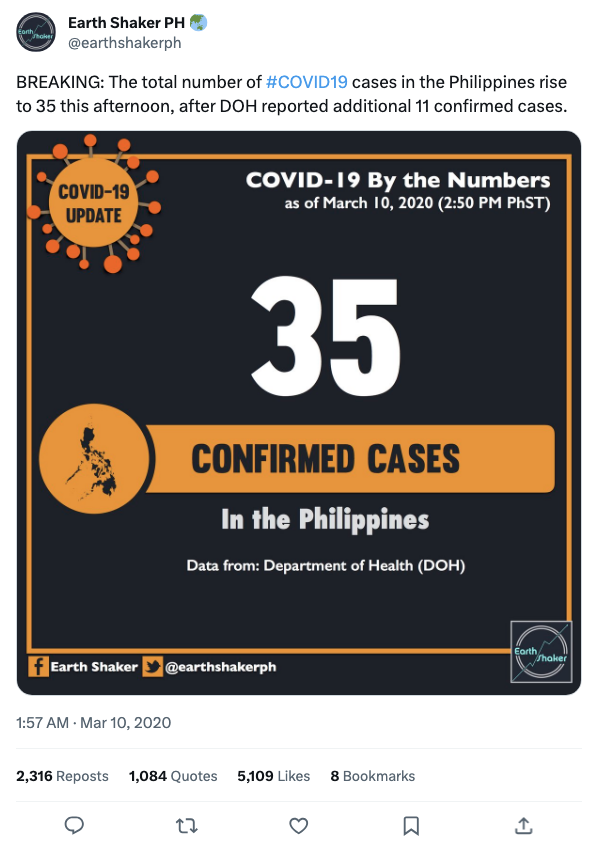 Earth Shaker PH
@earthshakerph
BREAKING: The total number of #COVID19 cases in the Philippines rise
to 35 this afternoon, after DOH reported additional 11 confirmed cases.
COVID-19
UPDATE
COVID-19 By the Numbers
as of March 10, 2020 (2:50 PM PhST)
35
CONFIRMED CASES
In the Philippines
Data from: Department of Health (DOH)
Earth Shaker @earthshakerph
Earth
Shaker
1:57 AM · Mar 10, 2020
2,316 Reposts 1,084 Quotes 5,109 Likes 8 Bookmarks